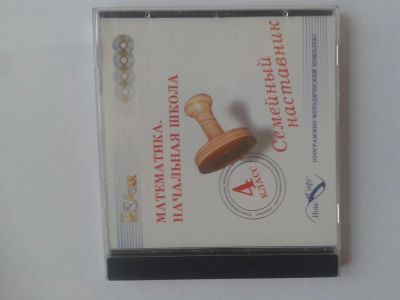 МАТЕМАТИКА.
НАЧАЛЬНАЯ ШКОЛА
4
КЛАСС
Семейный
наставник
ПРОГРАММНО-МЕТОДИЧЕСКИЙ КОМПЛЕКС